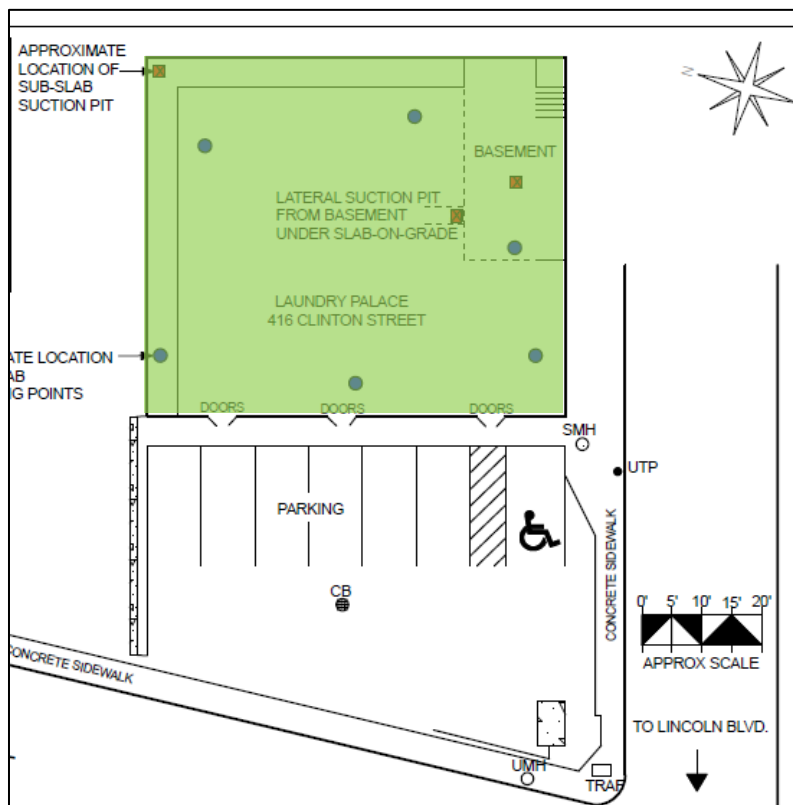 APPROXIMATE
LOCATION OF
SUB-SLAB
SUCTION PIT
N
BASEMENT
LATERAL SUCTION PIT
FROM BASEMENT
UNDER SLAB-ON-GRADE
LAUNDRY PALACE
416 CLINTON STREET
ATE LOCATION
AB
G POINTS
DOORS
DOORS
DOORS
SMH
UTP
PARKING
CONCRETE SIDEWALK
CB
0' 5' 10' 15' 20'
APPROX SCALE
CONCRETE SIDEWALK
TO LINCOLN BLVD.
UMH
TRAF